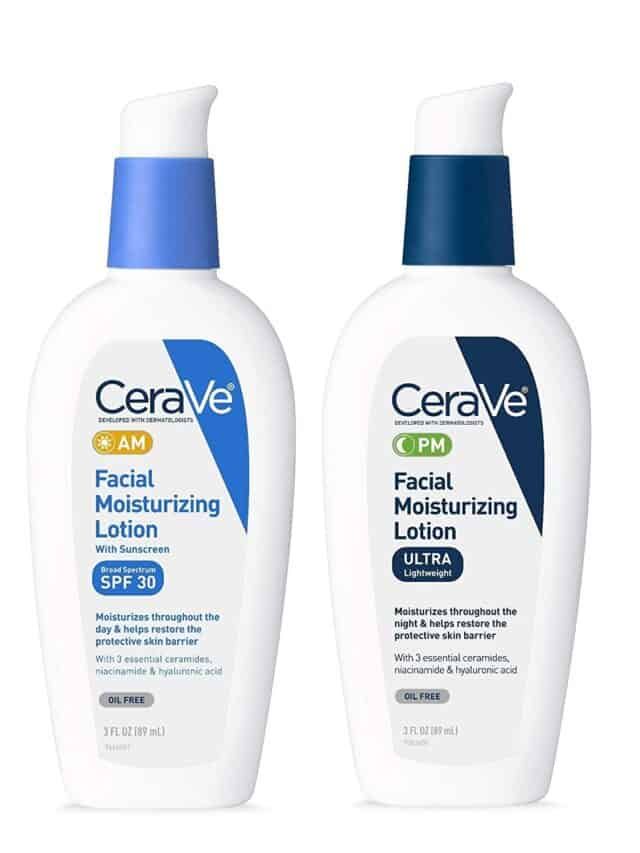 CeraVe®
DEVELOPED WITH DERMATOLOGISTS
AM
Facial
Moisturizing
Lotion
With Sunscreen
Broad Spectrum
SPF 30
Moisturizes throughout the
day & helps restore the
protective skin barrier
With 3 essential ceramides,
niacinamide & hyaluronic acid
OIL FREE
3 FL OZ (89 mL)
CeraVe®
DEVELOPED WITH DERMATOLOGISTS
PM
Facial
Moisturizing
Lotion
ULTRA
Lightweight
Moisturizes throughout the
night & helps restore the
protective skin barrier
With 3 essential ceramides,
niacinamide & hyaluronic acid
OIL FREE
3 FL OZ (89 mL)